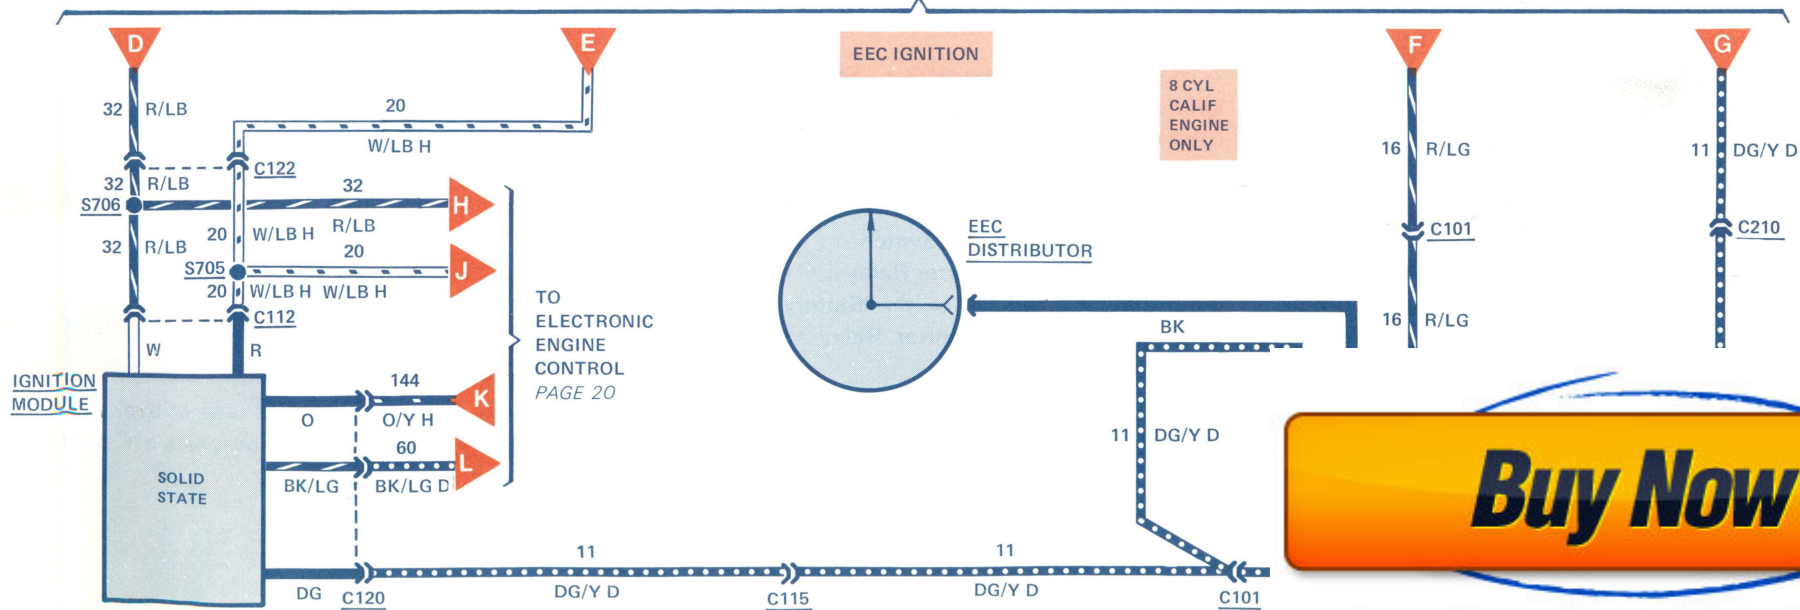 D
E
F
G
EEC IGNITION
8 CYL
CALIF
ENGINE
ONLY
32 R/LB
20
W/LB H
16 R/LG
11 DG/Y D
C122
32 R/LB
S706
32
R/LB
H
C101
C210
20 W/LB H
32 R/LB
EEC
DISTRIBUTOR
S705
20
W/LB H
J
20 W/LB H
C112
TO
ELECTRONIC
ENGINE
CONTROL
PAGE 20
16 R/LG
BK
W
R
IGNITION
MODULE
144
O
O/Y H
K
11 DG/Y D
60
BK/LG
BK/LG D
L
SOLID
STATE
Buy Now
11
11
DG
C120
DG/Y D
C115
DG/Y D
C101